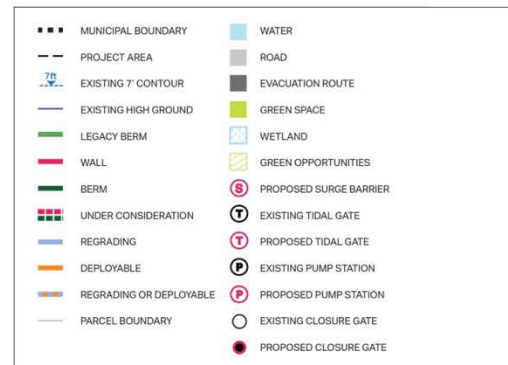 MUNICIPAL BOUNDARY
PROJECT AREA
7ft
EXISTING 7' CONTOUR
EXISTING HIGH GROUND
LEGACY BERM
WALL
BERM
UNDER CONSIDERATION
REGRADING
DEPLOYABLE
REGRADING OR DEPLOYABLE
PARCEL BOUNDARY
WATER
ROAD
EVACUATION ROUTE
GREEN SPACE
WETLAND
GREEN OPPORTUNITIES
S PROPOSED SURGE BARRIER
T EXISTING TIDAL GATE
T PROPOSED TIDAL GATE
P EXISTING PUMP STATION
P PROPOSED PUMP STATION
EXISTING CLOSURE GATE
PROPOSED CLOSURE GATE